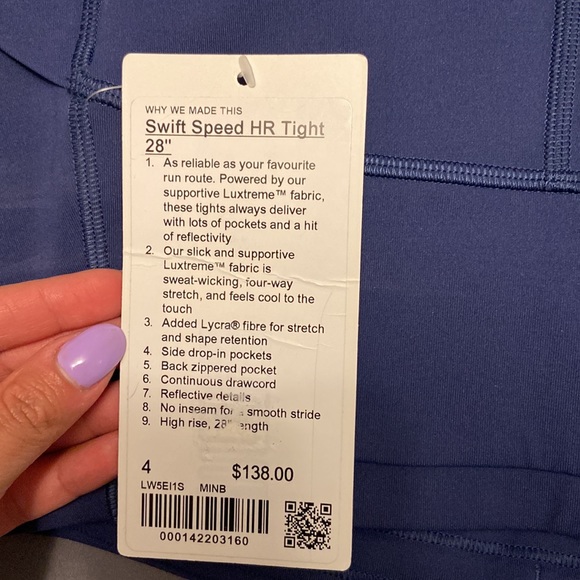 WHY WE MADE THIS
Swift Speed HR Tight
28"
1. As reliable as your favourite
run route. Powered by our
supportive Luxtreme™ fabric,
these tights always deliver
with lots of pockets and a hit
of reflectivity
2. Our slick and supportive
Luxtreme™ fabric is
sweat-wicking, four-way
stretch, and feels cool to the
touch
3. Added Lycra® fibre for stretch
and shape retention
4. Side drop-in pockets
5. Back zippered pocket
6. Continuous drawcord
7. Reflective details
8. No inseam for a smooth stride
9. High rise, 28" length
4 $138.00
LW5EI1S MINB
000142203160